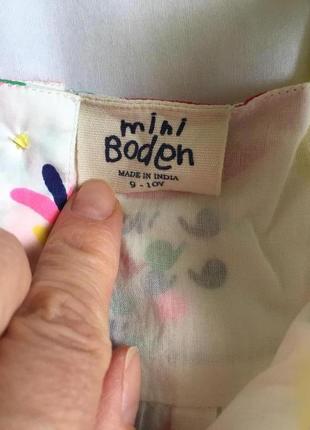 mini
Boden
MADE IN INDIA
9 - 10Y